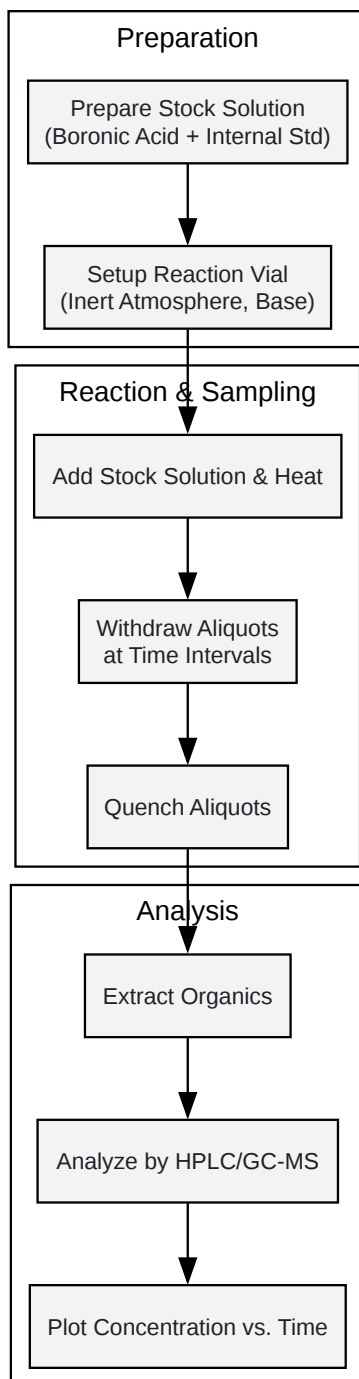 Preparation
Prepare Stock Solution
(Boronic Acid + Internal Std)
Setup Reaction Vial
(Inert Atmosphere, Base)
Reaction & Sampling
Add Stock Solution & Heat
Withdraw Aliquots
at Time Intervals
Quench Aliquots
Analysis
Extract Organics
Analyze by HPLC/GC-MS
Plot Concentration vs. Time